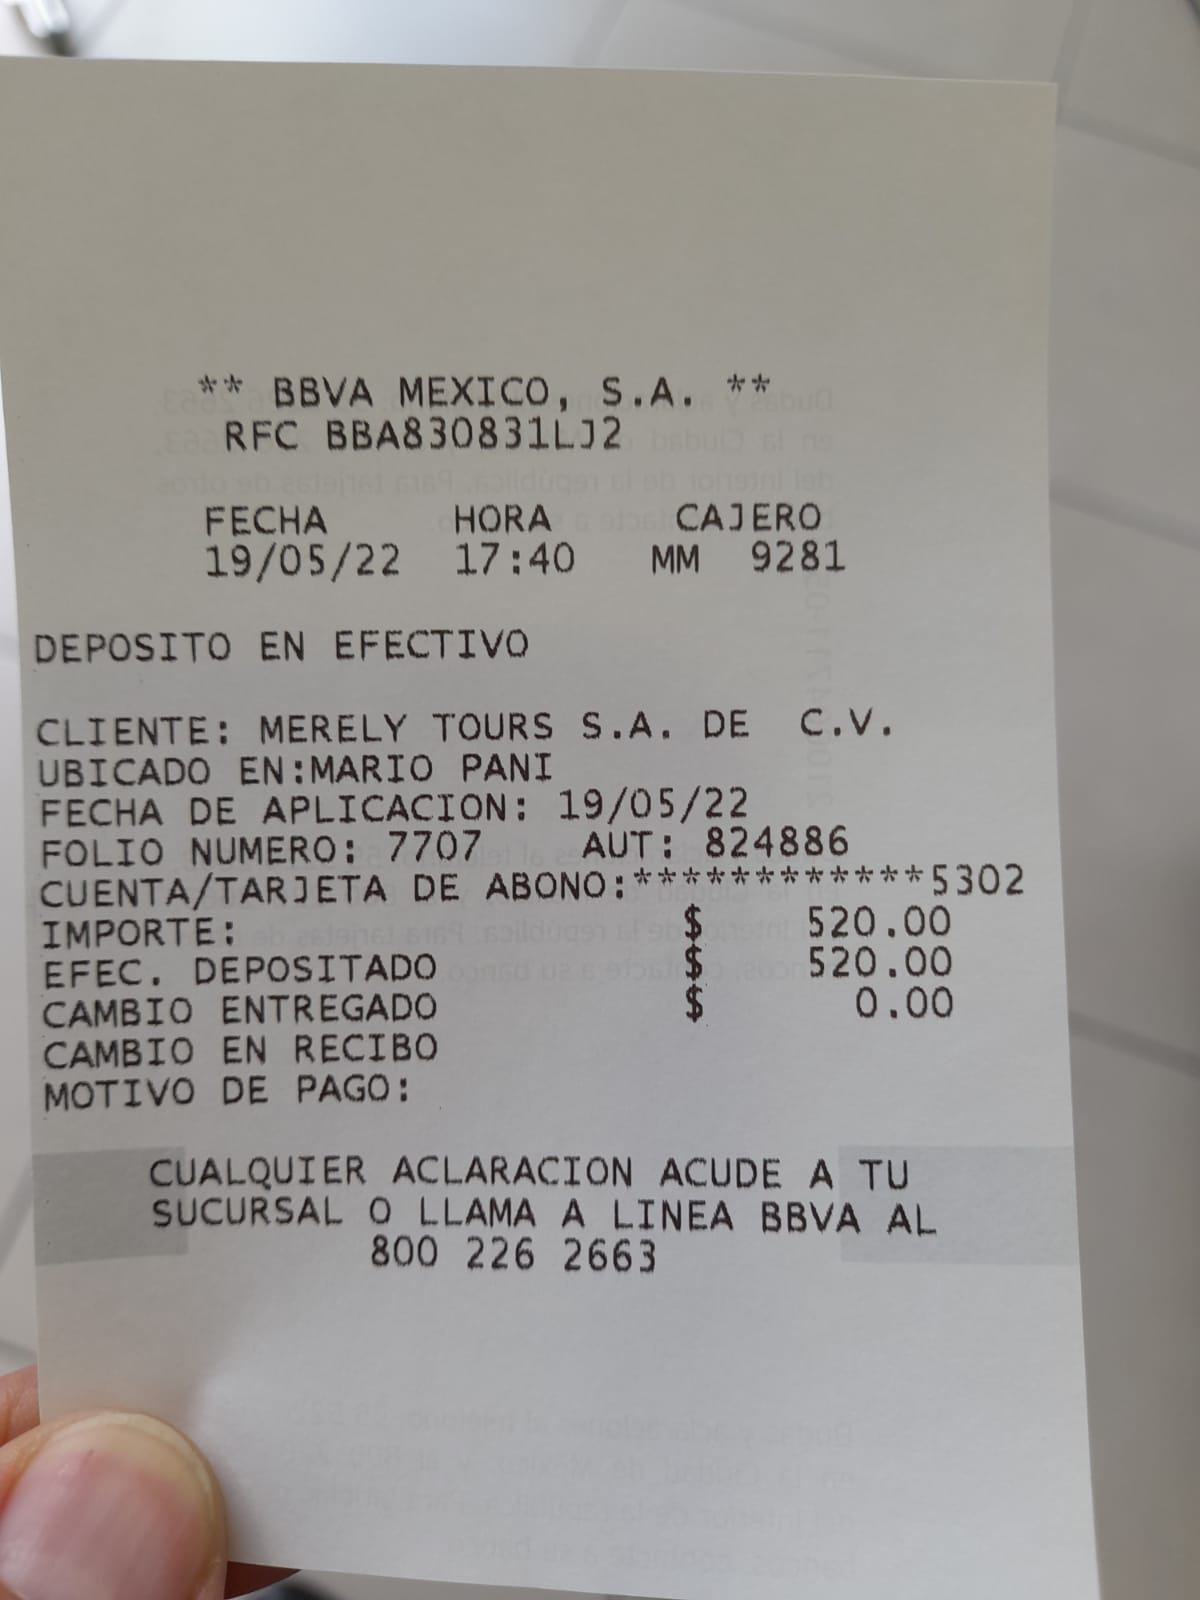 ** BBVA MEXICO, S.A. **
RFC BBA830831LJ2
FECHA HORA CAJERO
19/05/22 17:40 MM 9281
DEPOSITO EN EFECTIVO
CLIENTE: MERELY TOURS S.A. DE C.V.
UBICADO EN:MARIO PANI
FECHA DE APLICACION: 19/05/22
FOLIO NUMERO: 7707 AUT: 824886
CUENTA/TARJETA DE ABONO:************5302
IMPORTE: $ 520.00
EFEC. DEPOSITADO $ 520.00
CAMBIO ENTREGADO $ 0.00
CAMBIO EN RECIBO
MOTIVO DE PAGO:
CUALQUIER ACLARACION ACUDE A TU
SUCURSAL O LLAMA A LINEA BBVA AL
800 226 2663